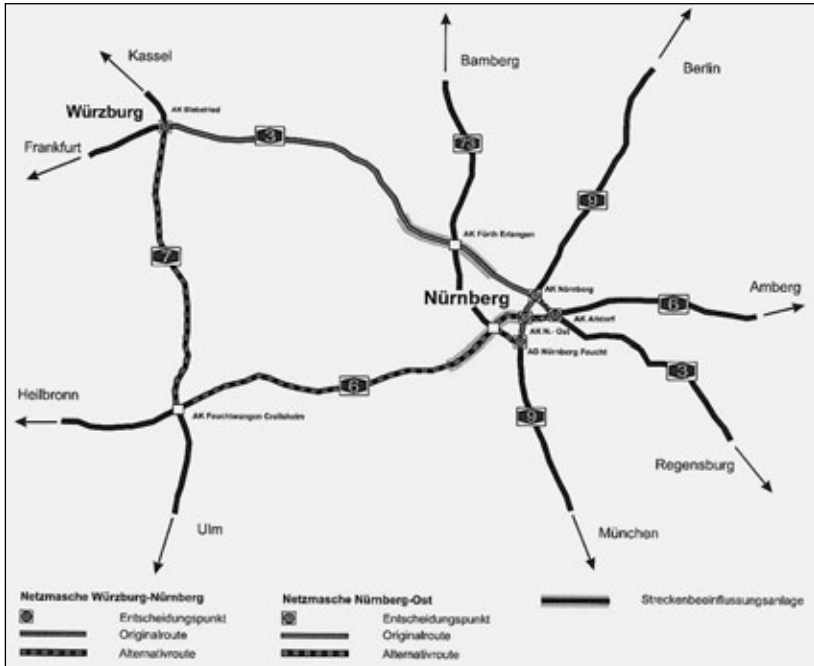 Kassel
Bamberg
Berlin
Würzburg
AK Biebelried
Frankfurt
3
9
7
AK Fürth Erlangen
Nürnberg
AK Nürnberg
Amberg
6
AK Altdorf
AK N.- Ost
AD Nürnberg Feucht
Heilbronn
6
3
AK Feuchtwangen Crailsheim
9
Regensburg
Ulm
München
Netzmasche Würzburg-Nürnberg
Netzmasche Nürnberg-Ost
Streckenbeeinflussungsanlage
Entscheidungspunkt
Entscheidungspunkt
Originalroute
Originalroute
Alternativroute
Alternativroute